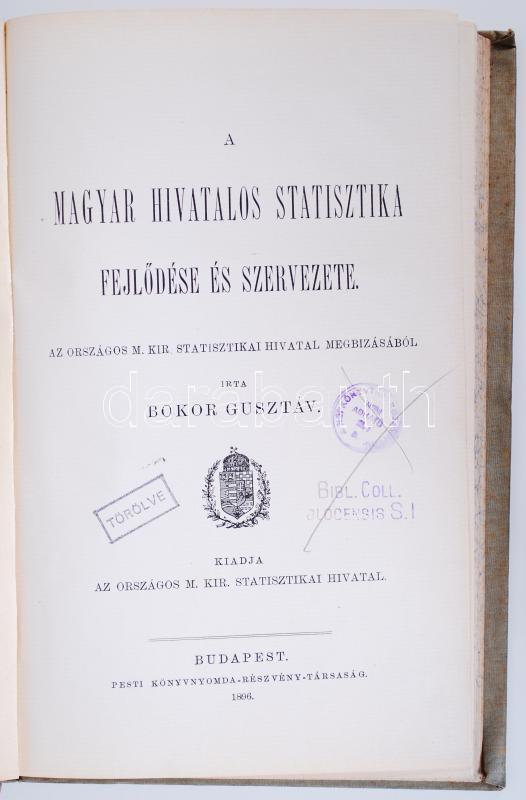 A
MAGYAR HIVATALOS STATISZTIKA
FEJLŐDÉSE ÉS SZERVEZETE.
AZ ORSZÁGOS M. KIR. STATISZTIKAI HIVATAL MEGBIZÁSÁBÓL
IRTA
BOKOR GUSZTÁV.
darabanth
TÖRÖLVE
BIBL. COLL.
S. I
KIADJA
AZ ORSZÁGOS M. KIR. STATISZTIKAI HIVATAL.
BUDAPEST.
PESTI KÖNYVNYOMDA-RÉSZVÉNY-TÁRSASÁG.
1896.